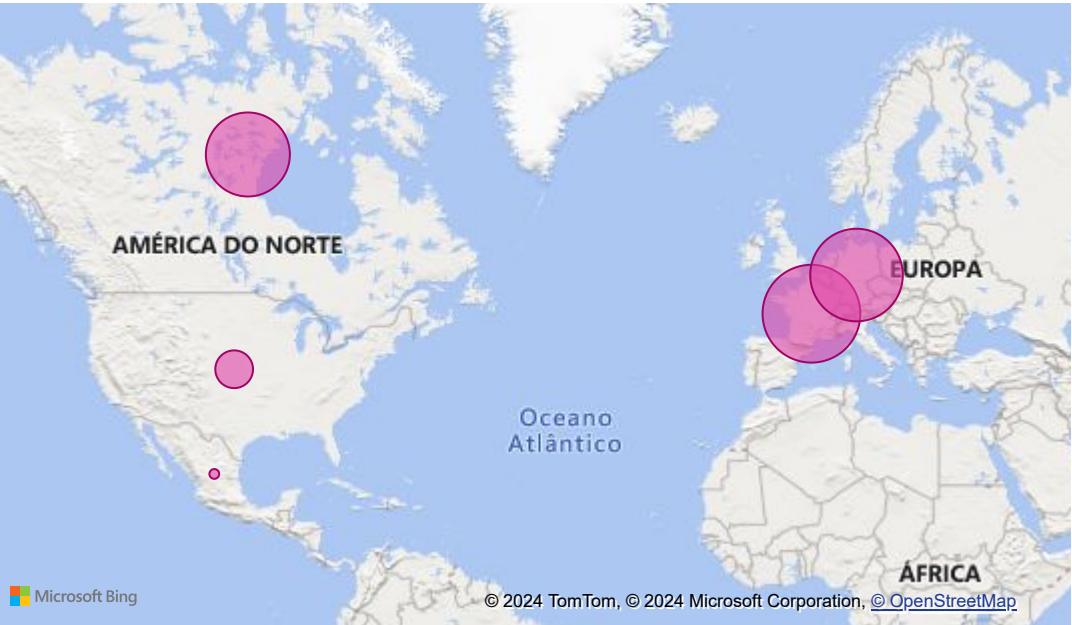 AMÉRICA DO NORTE
EUROPA
Oceano
Atlântico
ÁFRICA
Microsoft Bing
© 2024 TomTom, © 2024 Microsoft Corporation, © OpenStreetMap